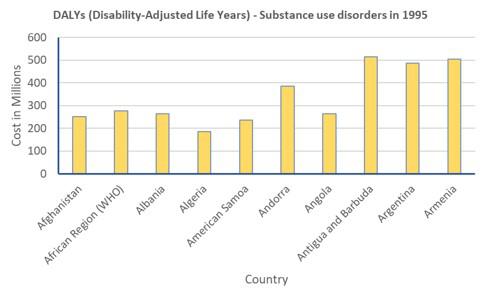 DALYs (Disability-Adjusted Life Years) - Substance use disorders in 1995
Cost in Millions
600
500
400
300
200
100
0
Afghanistan
African Region (WHO)
Albania
Algeria
American Samoa
Andorra
Angola
Antigua and Barbuda
Argentina
Armenia
Country